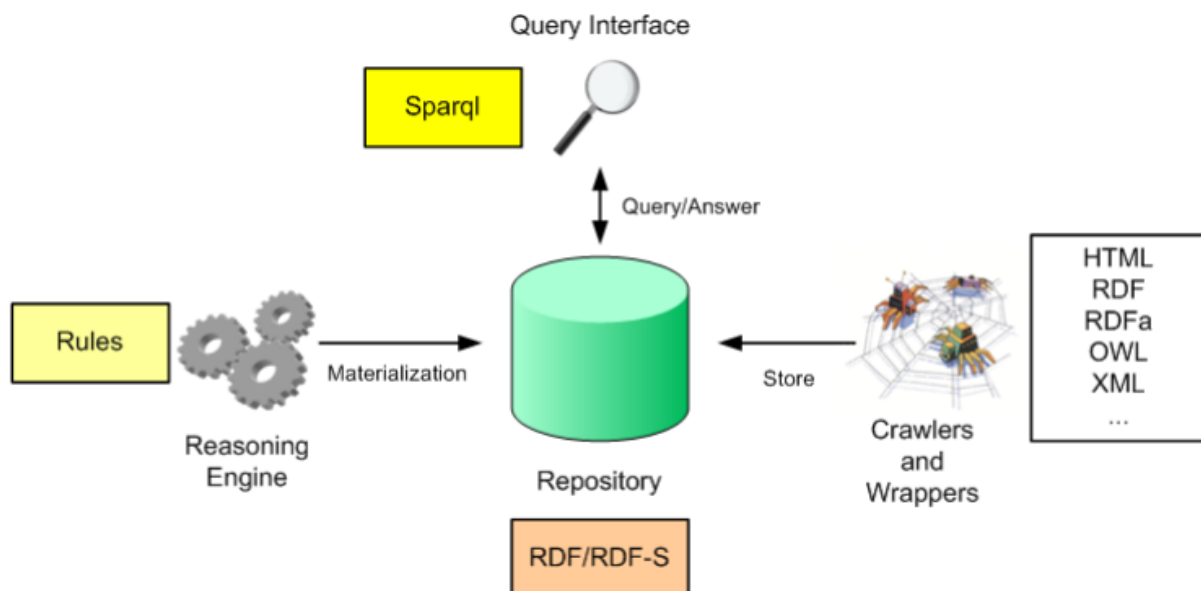 Query Interface
Sparql
Query/Answer
Rules
Materialization
Reasoning
Engine
Repository
RDF/RDF-S
Store
Crawlers
and
Wrappers
HTML
RDF
RDFa
OWL
XML
...